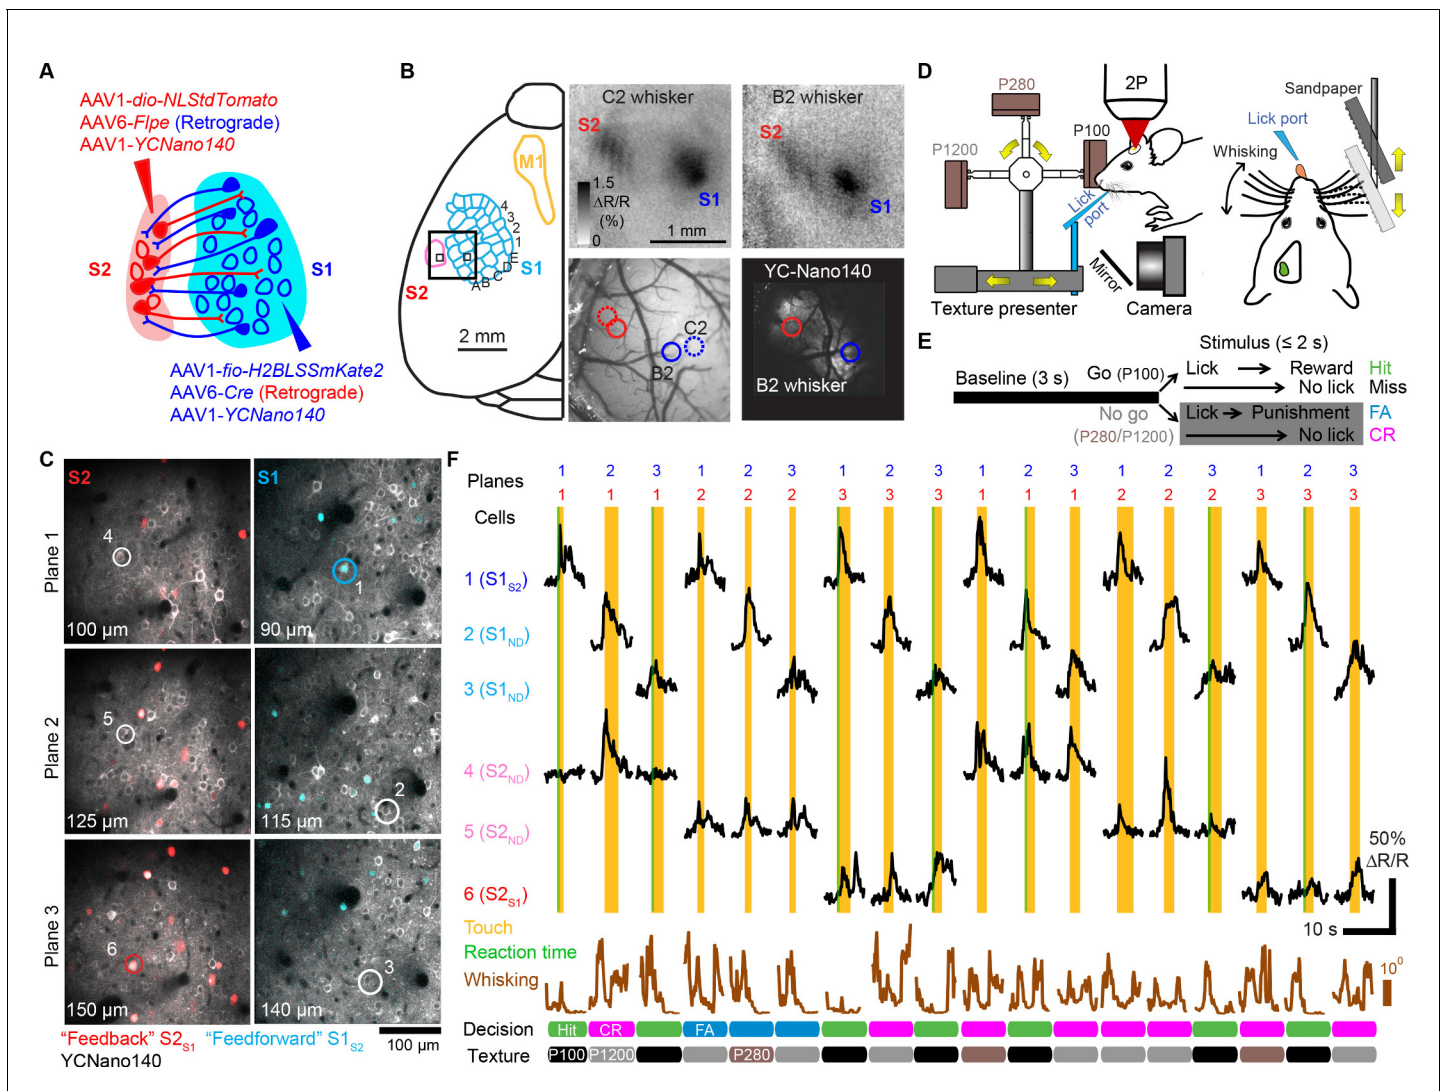 A
AAV1-dio-NLStdTomato
AAV6-Flpe (Retrograde)
AAV1-YCNano140
S2
S1
AAV1-fio-H2BLSSmKate2
AAV6-Cre (Retrograde)
AAV1-YCNano140
B
M1
4
3
2
1
E
D
C
B
A
S1
S2
2 mm
C2 whisker
S2
1.5
ΔR/R
(%)
0
S1
1 mm
B2 whisker
S2
S1
C2
B2
YC-Nano140
B2 whisker
D
P280
2P
P1200
P100
Lick port
Mirror
Texture presenter
Camera
Sandpaper
Lick port
Whisking
E
Stimulus (≤ 2 s)
Baseline (3 s)
Go (P100)
Lick
Reward
Hit
No lick
Miss
No go
(P280/P1200)
Lick
Punishment
FA
No lick
CR
C
S2
S1
Plane 1
4
1
100 µm
90 µm
Plane 2
5
2
125 µm
115 µm
Plane 3
6
3
150 µm
140 µm
"Feedback" S2S1
"Feedforward" S1S2
YCNano140
100 µm
F
Planes
1 2 3 1 2 3 1 2 3 1 2 3 1 2 3 1 2 3
1 1 1 2 2 2 3 3 3 1 1 1 2 2 2 3 3 3
Cells
1 (S1S2)
2 (S1ND)
3 (S1ND)
4 (S2ND)
5 (S2ND)
6 (S2S1)
50%
ΔR/R
10 s
Touch
Reaction time
Whisking
10⁰
Decision
Hit
CR
FA
Texture
P100
P1200
P280